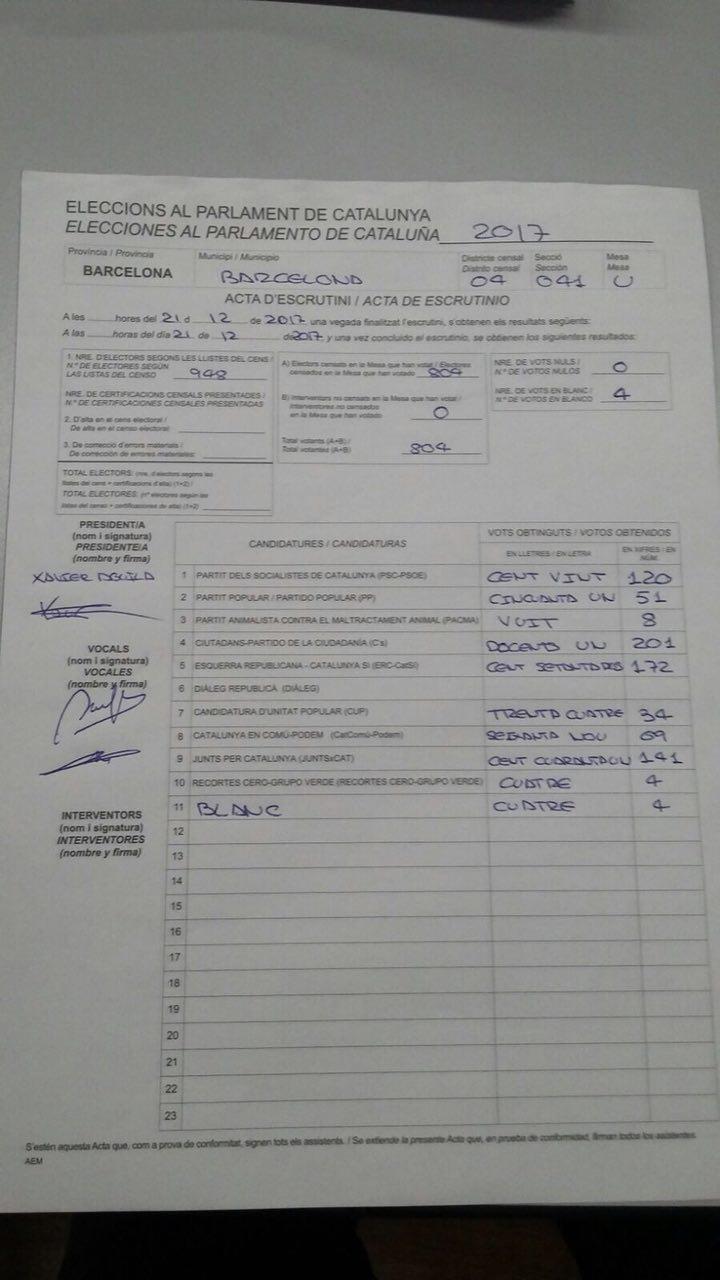 ELECCIONS AL PARLAMENT DE CATALUNYA
ELECCIONES AL PARLAMENTO DE CATALUÑA 2017
Província / Provincia Municipi / Municipio Districte censal Secció Mesa
Distrito censal Sección Mesa
BARCELONA BARCELONA 04 041 U
ACTA D'ESCRUTINI / ACTA DE ESCRUTINIO
A les hores del 21 d 12 de 2017 una vegada finalitzat l'escrutini, s'obtenen els resultats següents:
A las horas del día 21 de 12 de 2017 y una vez concluido el escrutinio, se obtienen los siguientes resultados:
1. NRE. D'ELECTORS SEGONS LES LLISTES DEL CENS /
N.º DE ELECTORES SEGÚN
LAS LISTAS DEL CENSO 948
NRE. DE CERTIFICACIONS CENSALS PRESENTADES /
N.º DE CERTIFICACIONES CENSALES PRESENTADAS
2. D'alta en el cens electoral /
De alta en el censo electoral:
3. De correcció d'errors materials /
De corrección de errores materiales:
TOTAL ELECTORS: (nre. d'electors segons les
llistes del cens + certificacions d'alta) (1+2) /
TOTAL ELECTORES: (nº electores según las
listas del censo + certificaciones de alta) (1+2)
A) Electors censats en la Mesa que han votat / Electores
censados en la Mesa que han votado 804
B) Interventors no censats en la Mesa que han votat /
Interventores no censados
en la Mesa que han votado 0
Total votants (A+B) /
Total votantes (A+B) 804
NRE. DE VOTS NULS /
N.º DE VOTOS NULOS 0
NRE. DE VOTS EN BLANC /
N.º DE VOTOS EN BLANCO 4
PRESIDENT/A
(nom i signatura)
PRESIDENTE/A
(nombre y firma)
VOCALS
(nom i signatura)
VOCALES
(nombre y firma)
INTERVENTORS
(nom i signatura)
INTERVENTORES
(nombre y firma)
CANDIDATURES / CANDIDATURAS VOTS OBTINGUTS / VOTOS OBTENIDOS
EN LLETRES / EN LETRA EN XIFRES / EN NÚM.
1 PARTIT DELS SOCIALISTES DE CATALUNYA (PSC-PSOE) CENT VINT 120
2 PARTIT POPULAR / PARTIDO POPULAR (PP) CINCUANTA UN 51
3 PARTIT ANIMALISTA CONTRA EL MALTRACTAMENT ANIMAL (PACMA) VUIT 8
4 CIUTADANS-PARTIDO DE LA CIUDADANÍA (C's) DOCENTS UN 201
5 ESQUERRA REPUBLICANA - CATALUNYA SÍ (ERC-CatSí) CENT SETANTA DOS 172
6 DIÀLEG REPUBLICÀ (DIÀLEG)
7 CANDIDATURA D'UNITAT POPULAR (CUP) TRENTA CUATRE 34
8 CATALUNYA EN COMÚ-PODEM (CatComú-Podem) SEIXANTA NOU 69
9 JUNTS PER CATALUNYA (JUNTSxCAT) CENT CUARANTA UN 141
10 RECORTES CERO-GRUPO VERDE (RECORTES CERO-GRUPO VERDE) CUATRE 4
11 BLANC CUATRE 4
12
13
14
15
16
17
18
19
20
21
22
23
S'estén aquesta Acta que, com a prova de conformitat, signen tots els assistents. / Se extiende la presente Acta que, en prueba de conformidad, firman todos los asistentes.
AEM